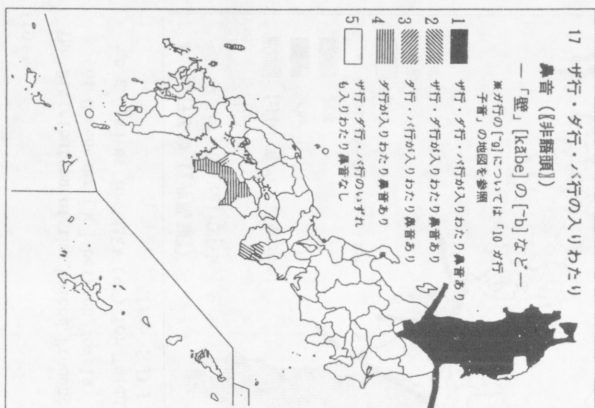 17 ザ行・ダ行・バ行の入りわたり
鼻音（〖非語頭〗）
―「壁」[kãbe]の[~b]など―
※ガ行の[~g]については「10 ガ行
子音」の地図を参照
1 ザ行・ダ行・バ行が入りわたり鼻音あり
2 ザ行・ダ行が入りわたり鼻音あり
3 ダ行・バ行が入りわたり鼻音あり
4 ダ行が入りわたり鼻音あり
5 ザ行・ダ行・バ行のいずれ
も入りわたり鼻音なし